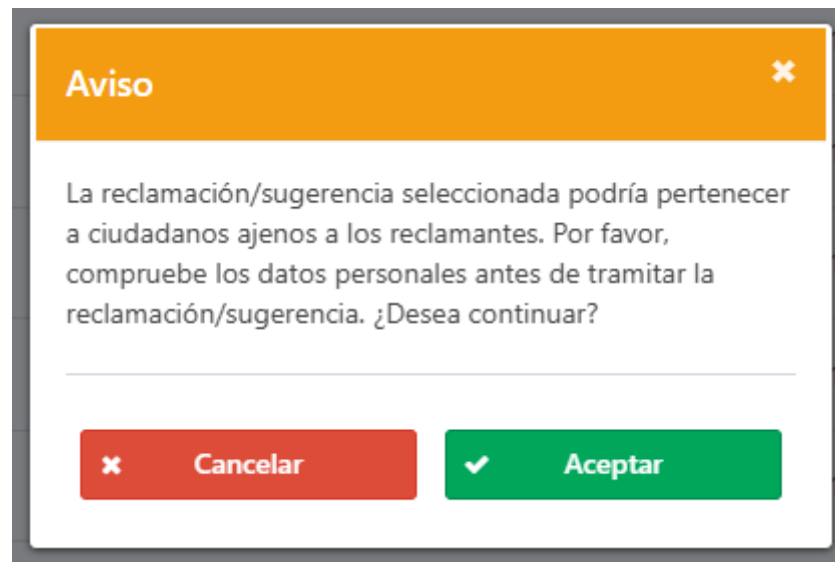 Aviso
La reclamación/sugerencia seleccionada podría pertenecer
a ciudadanos ajenos a los reclamantes. Por favor,
compruebe los datos personales antes de tramitar la
reclamación/sugerencia. ¿Desea continuar?
Cancelar
Aceptar